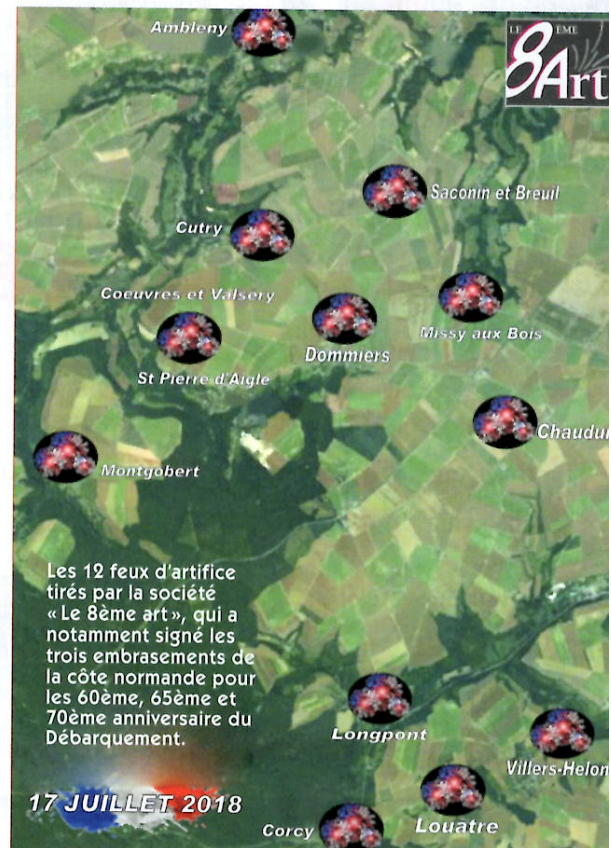 Ambleny
LE 8 ÈME
Art
Saconin et Breuil
Cutry
Coeuvres et Valsery
Missy aux Bois
Dommiers
St Pierre d'Aigle
Chaudun
Montgobert
Les 12 feux d'artifice
tirés par la société
« Le 8ème art », qui a
notamment signé les
trois embrasements de
la côte normande pour
les 60ème, 65ème et
70ème anniversaire du
Débarquement.
Longpont
Villers-Helon
17 JUILLET 2018
Louatre
Corcy